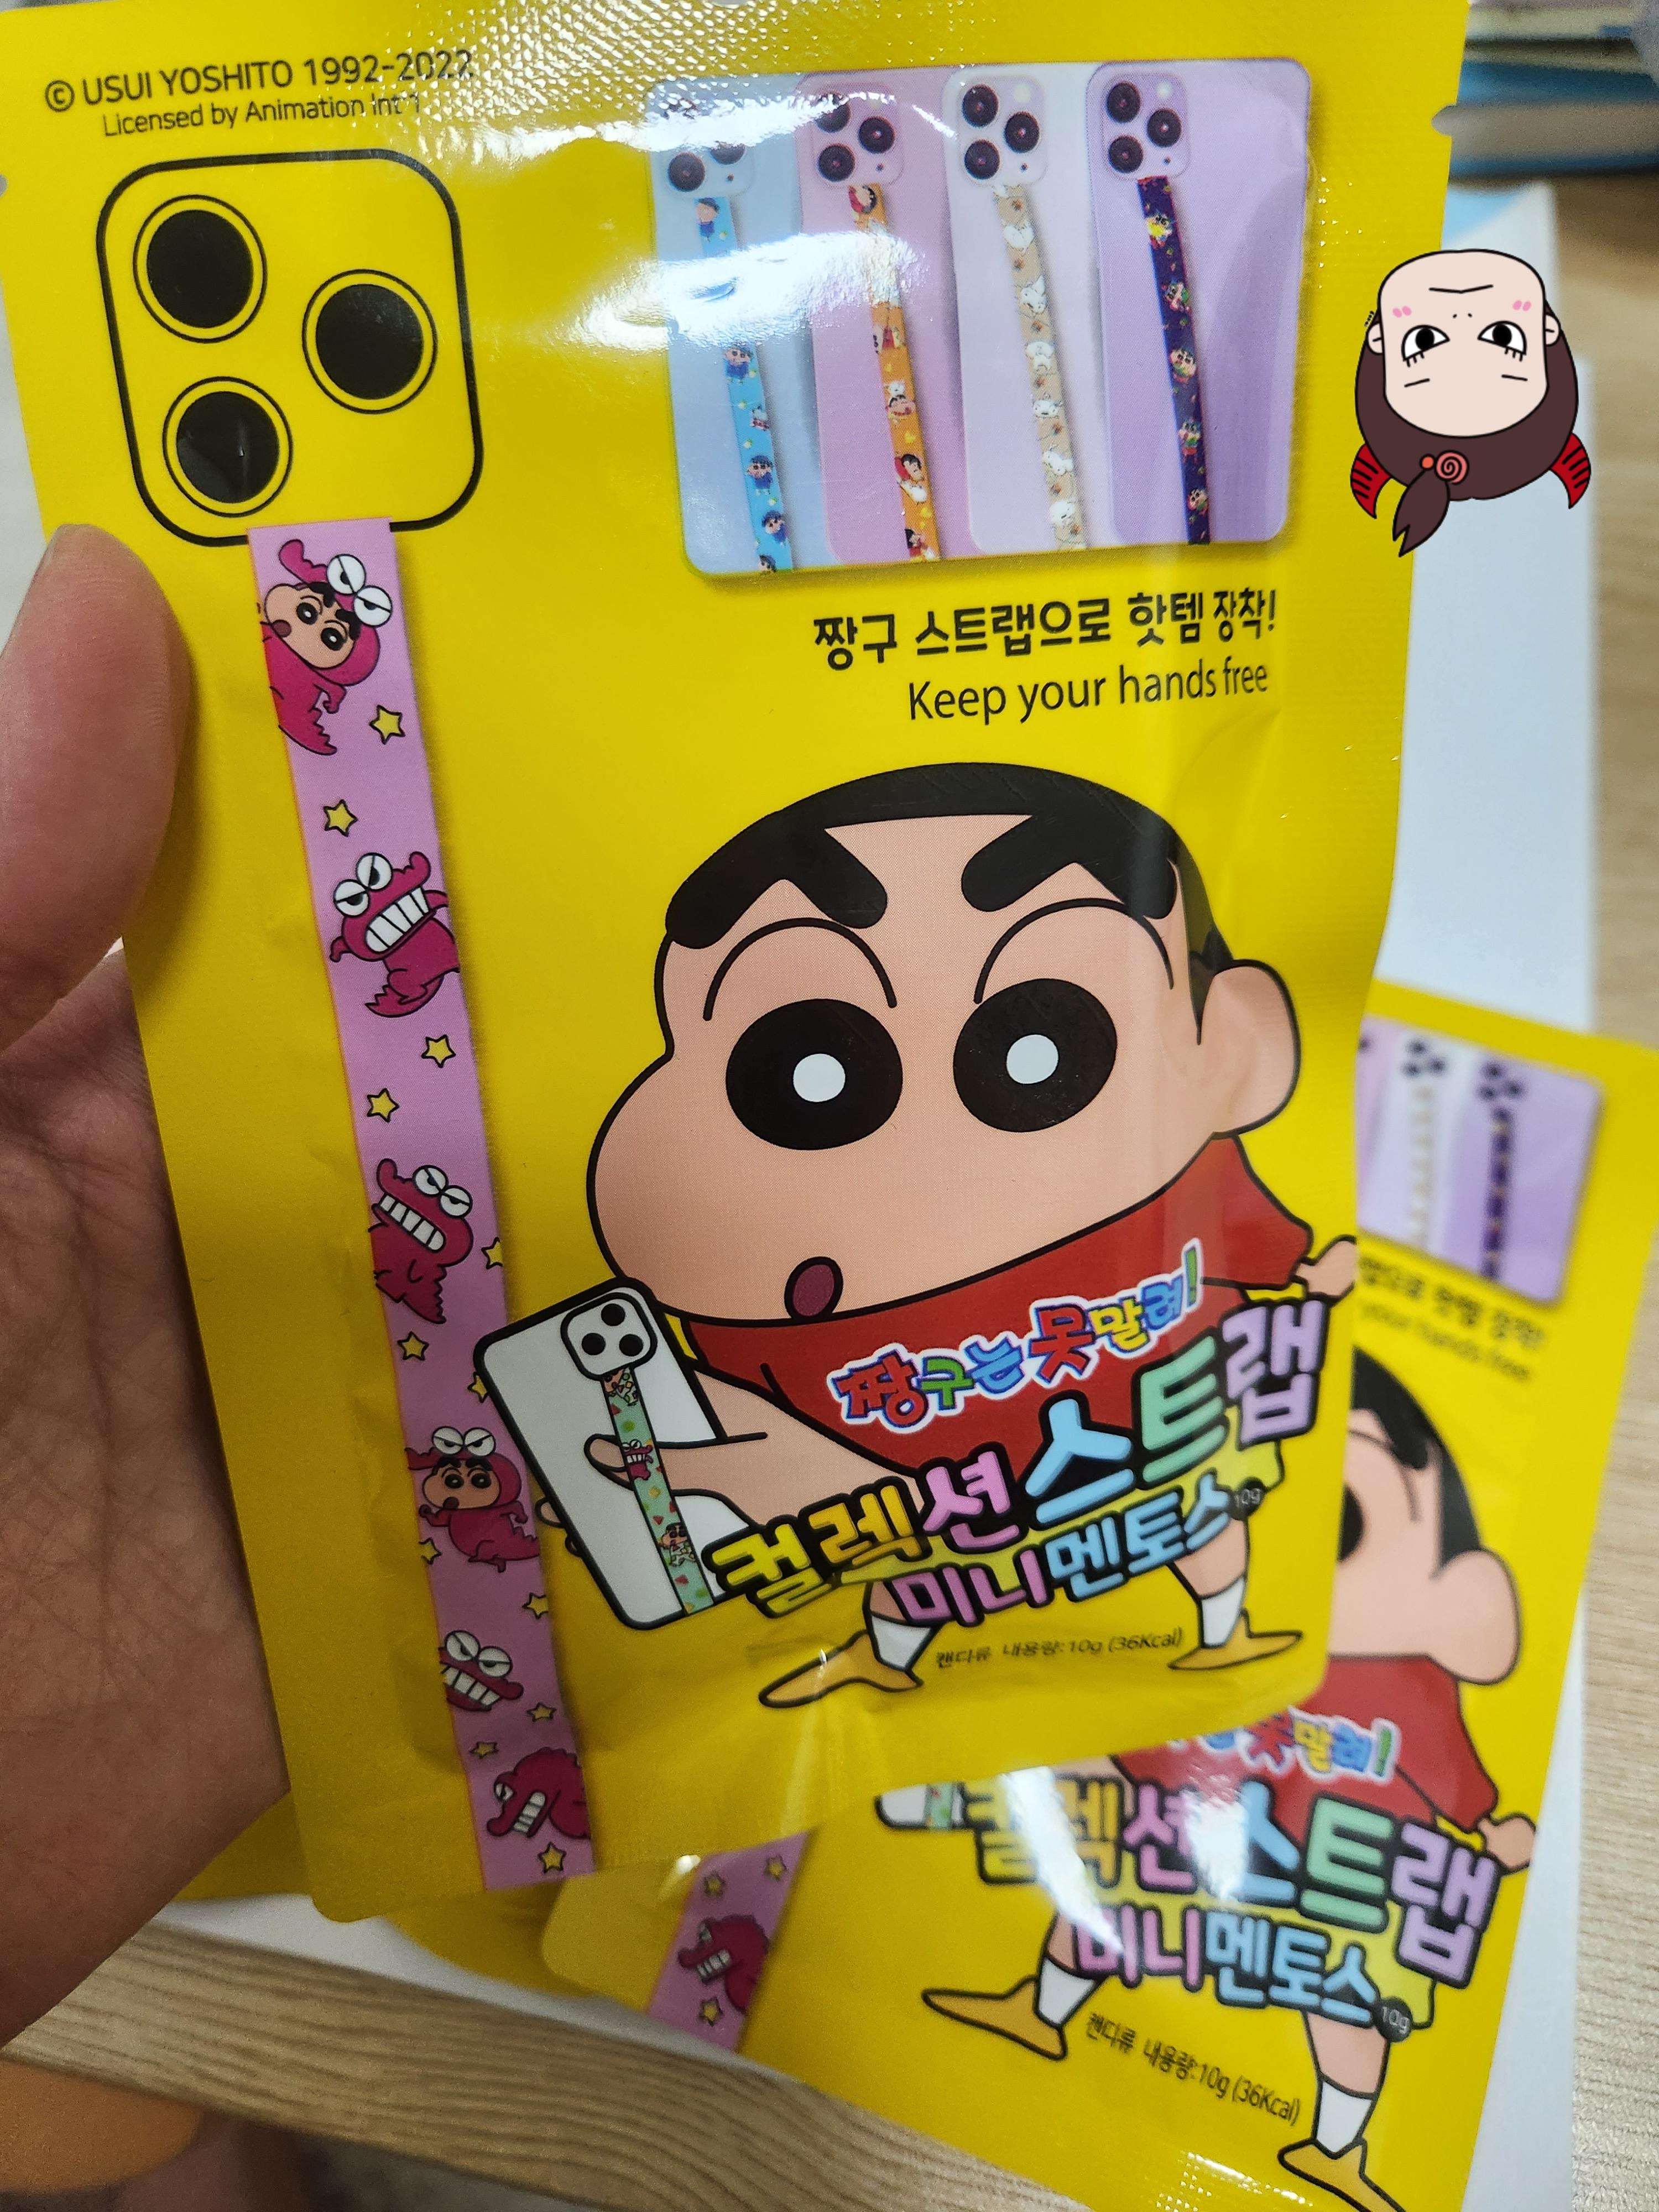 © USUI YOSHITO 1992-2022
Licensed by Animation Int'l
짱구 스트랩으로 핫템 장착!
Keep your hands free
짱구는 못말려!
컬렉션 스트랩
미니멘토스 10g
캔디류 내용량: 10g (36Kcal)
your hands free
못말려!
컬렉션스트랩
미니멘토스 10g
캔디류 내용량:10g (36Kcal)